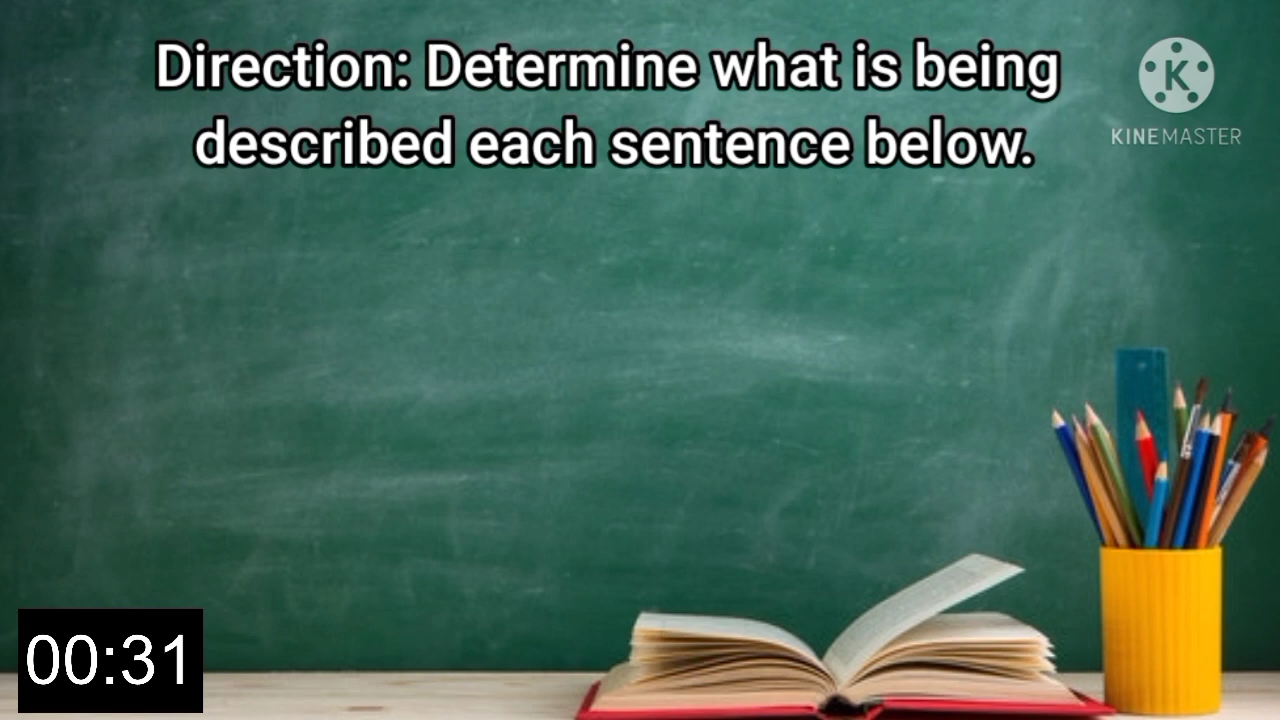 Direction: Determine what is being
described each sentence below.
K
KINEMASTER
00:31